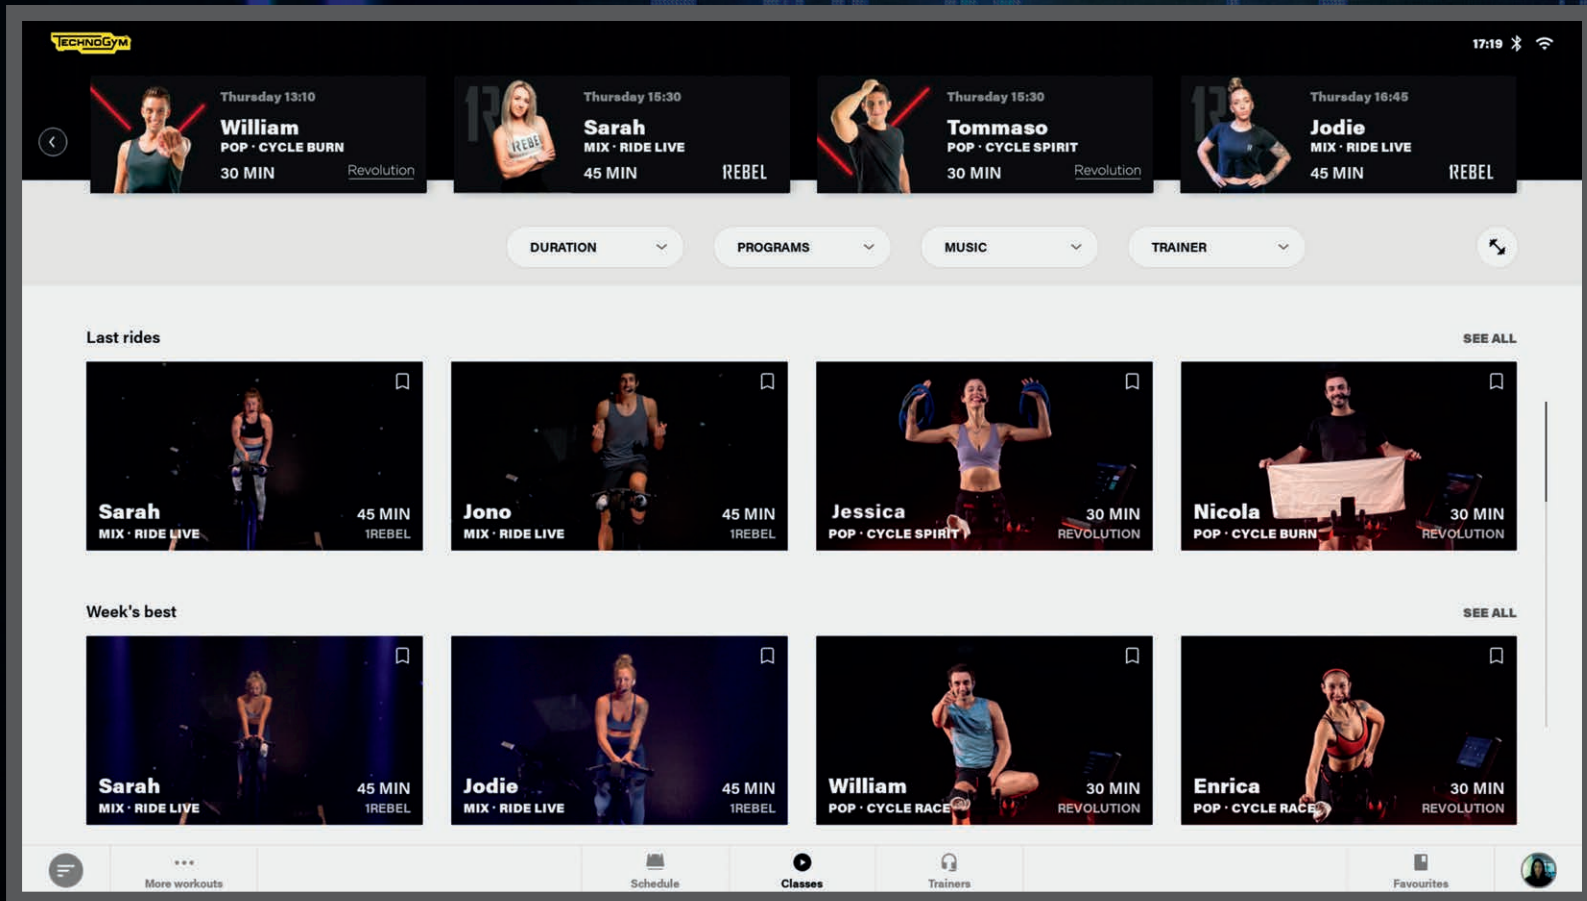 TECHNOGYM
17:19
Thursday 13:10
William
POP · CYCLE BURN
30 MIN
Revolution
Thursday 15:30
Sarah
MIX · RIDE LIVE
45 MIN
1REBEL
1R
REBEL
Thursday 15:30
Tommaso
POP · CYCLE SPIRIT
30 MIN
Revolution
Thursday 16:45
Jodie
MIX · RIDE LIVE
45 MIN
1REBEL
1R
DURATION
PROGRAMS
MUSIC
TRAINER
Last rides
SEE ALL
Sarah
MIX · RIDE LIVE
45 MIN
1REBEL
Jono
MIX · RIDE LIVE
45 MIN
1REBEL
Jessica
POP · CYCLE SPIRIT
30 MIN
REVOLUTION
Nicola
POP · CYCLE BURN
30 MIN
REVOLUTION
Week's best
SEE ALL
Sarah
MIX · RIDE LIVE
45 MIN
1REBEL
Jodie
MIX · RIDE LIVE
45 MIN
1REBEL
William
POP · CYCLE RACE
30 MIN
REVOLUTION
Enrica
POP · CYCLE RACE
30 MIN
REVOLUTION
More workouts
Schedule
Classes
Trainers
Favourites